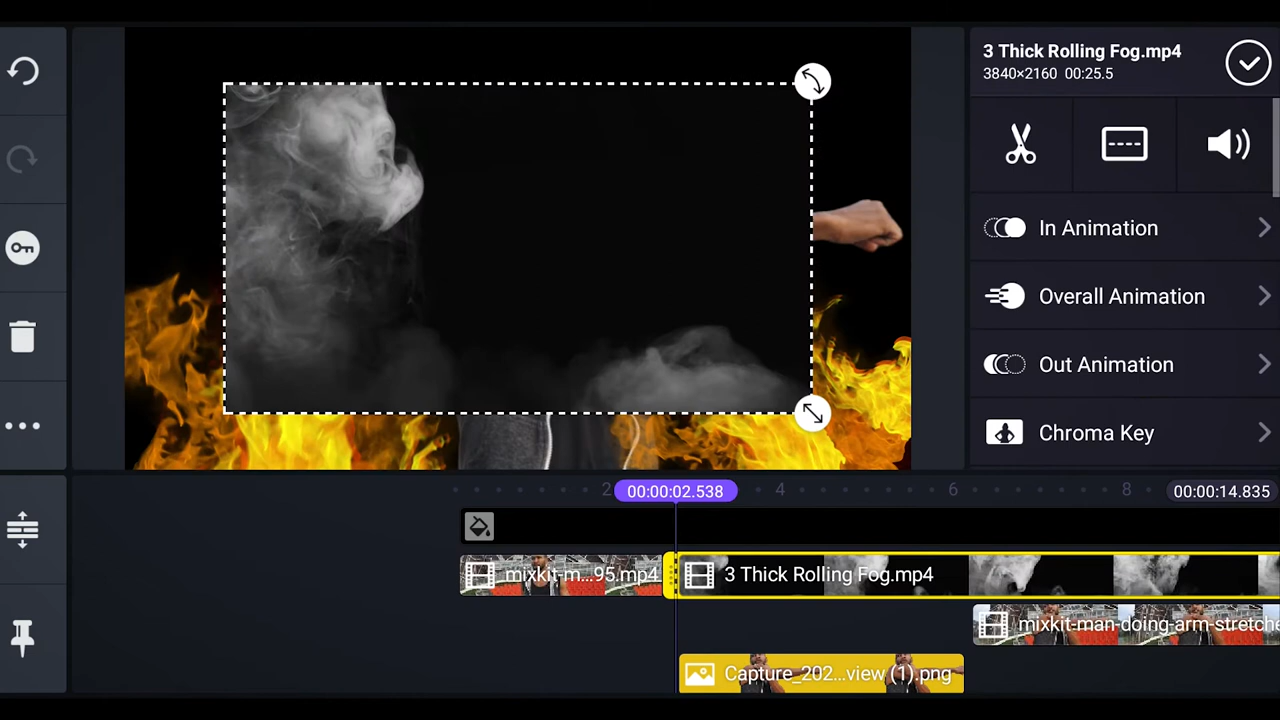 3 Thick Rolling Fog.mp4
3840×2160 00:25.5
In Animation
Overall Animation
Out Animation
Chroma Key
2
00:00:02.538
4
6
8
00:00:14.835
mixkit-m...95.mp4
3 Thick Rolling Fog.mp4
mixkit-man-doing-arm-stretche
Capture_202...view (1).png